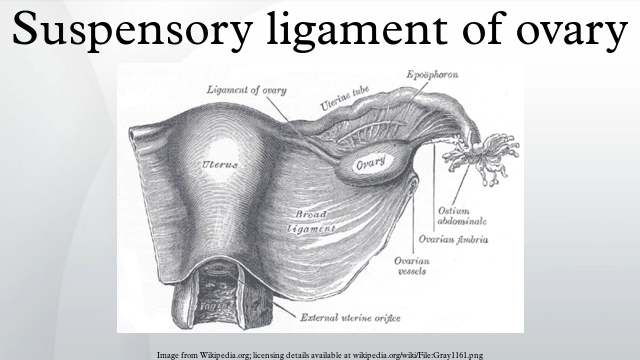 Suspensory ligament of ovary
Epoöphoron
Ligament of ovary
Uterine tube
Uterus
Ovary
Broad
ligament
Ostium
abdominale
Ovarian fimbria
Ovarian
vessels
Vagina
External uterine orifice
Image from Wikipedia.org; licensing details available at wikipedia.org/wiki/File:Gray1161.png